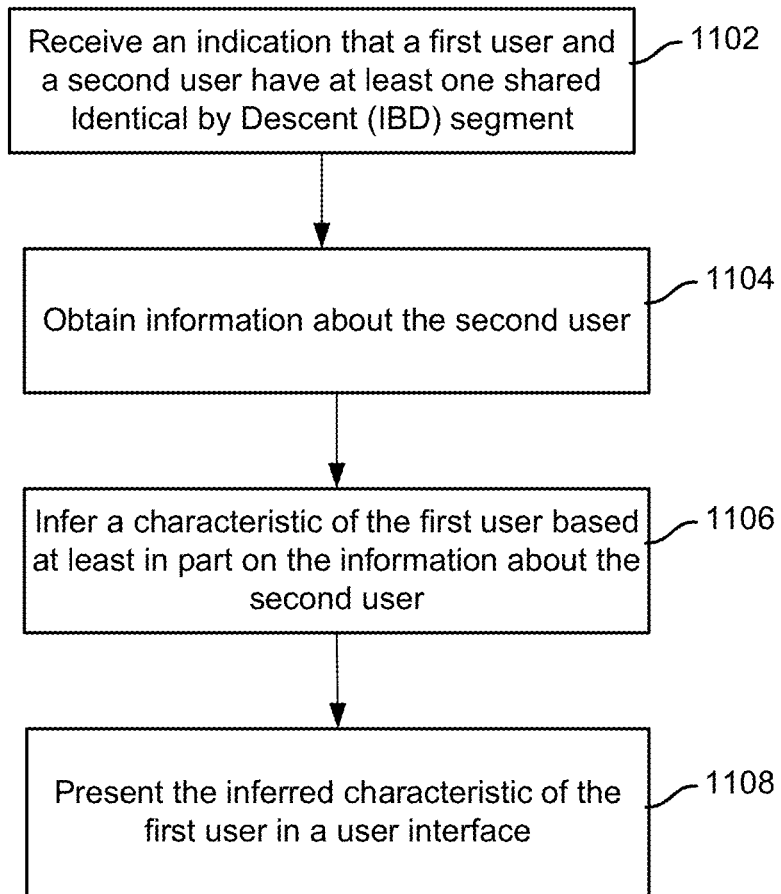 Receive an indication that a first user and
a second user have at least one shared
Identical by Descent (IBD) segment
1102
Obtain information about the second user
1104
Infer a characteristic of the first user based
at least in part on the information about the
second user
1106
Present the inferred characteristic of the
first user in a user interface
1108